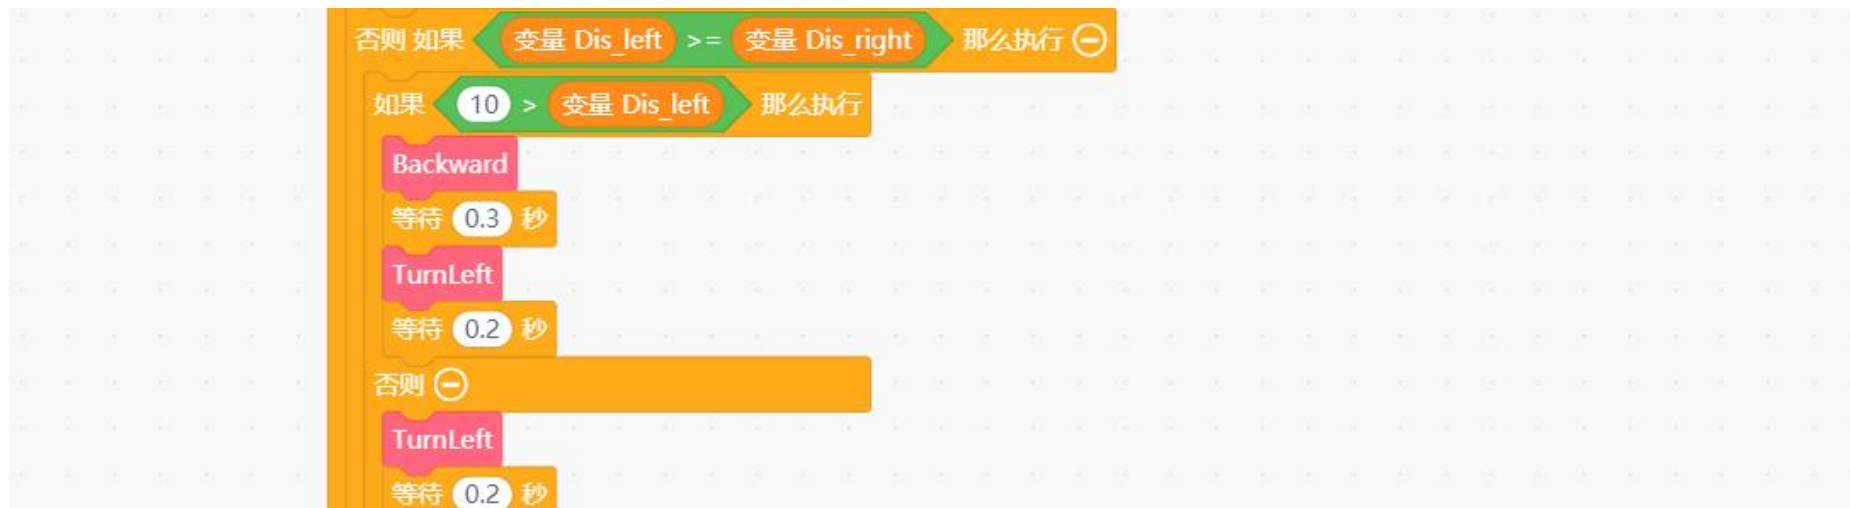 否则 如果 变量 Dis_left >= 变量 Dis_right 那么执行
如果 10 > 变量 Dis_left 那么执行
Backward
等待 0.3 秒
TurnLeft
等待 0.2 秒
否则
TurnLeft
等待 0.2 秒